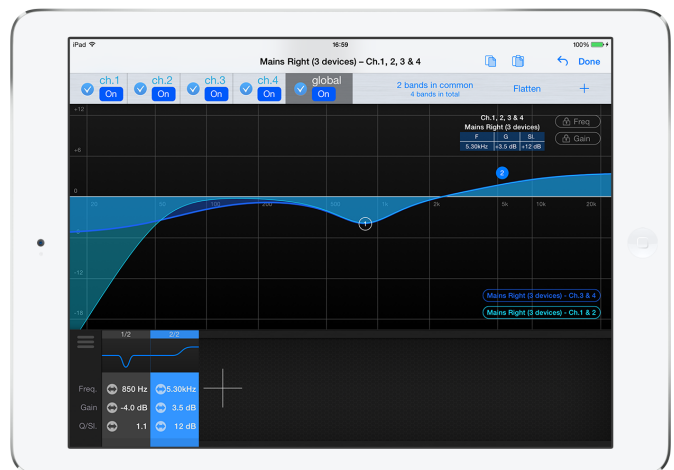 iPad 16:59 100%
Mains Right (3 devices) – Ch.1, 2, 3 & 4 Done
ch.1 ch.2 ch.3 ch.4 global
On On On On On
2 bands in common Flatten +
4 bands in total
+12
Ch.1, 2, 3 & 4 Freq
Mains Right (3 devices)
F G Sl. Gain
5.30kHz +3.5 dB +12 dB
+6
2
0
50 100 200 500 1k 2k 5k 10k 20k
1
-12
Mains Right (3 devices) - Ch.3 & 4
Mains Right (3 devices) - Ch.1 & 2
1/2 2/2
Freq. 850 Hz 5.30kHz
Gain -4.0 dB 3.5 dB
Q/Sl. 1.1 12 dB